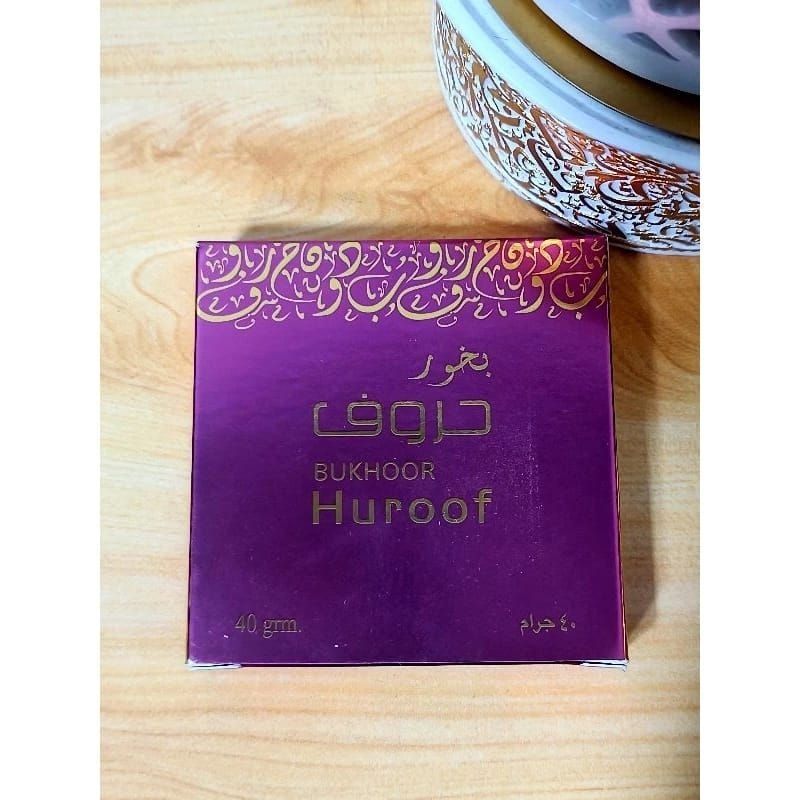 بخور
حروف
BUKHOOR
Huroof
40 grm.
٤٠ جرام